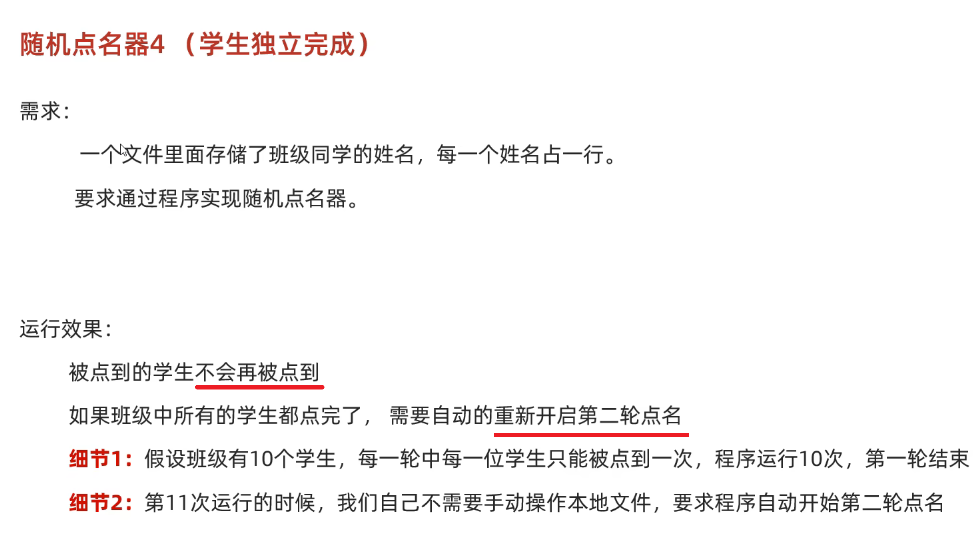 随机点名器4 （学生独立完成）
需求：
一个文件里面存储了班级同学的姓名，每一个姓名占一行。
要求通过程序实现随机点名器。
运行效果：
被点到的学生不会再被点到
如果班级中所有的学生都点完了， 需要自动的重新开启第二轮点名
细节1：假设班级有10个学生，每一轮中每一位学生只能被点到一次，程序运行10次，第一轮结束
细节2：第11次运行的时候，我们自己不需要手动操作本地文件，要求程序自动开始第二轮点名